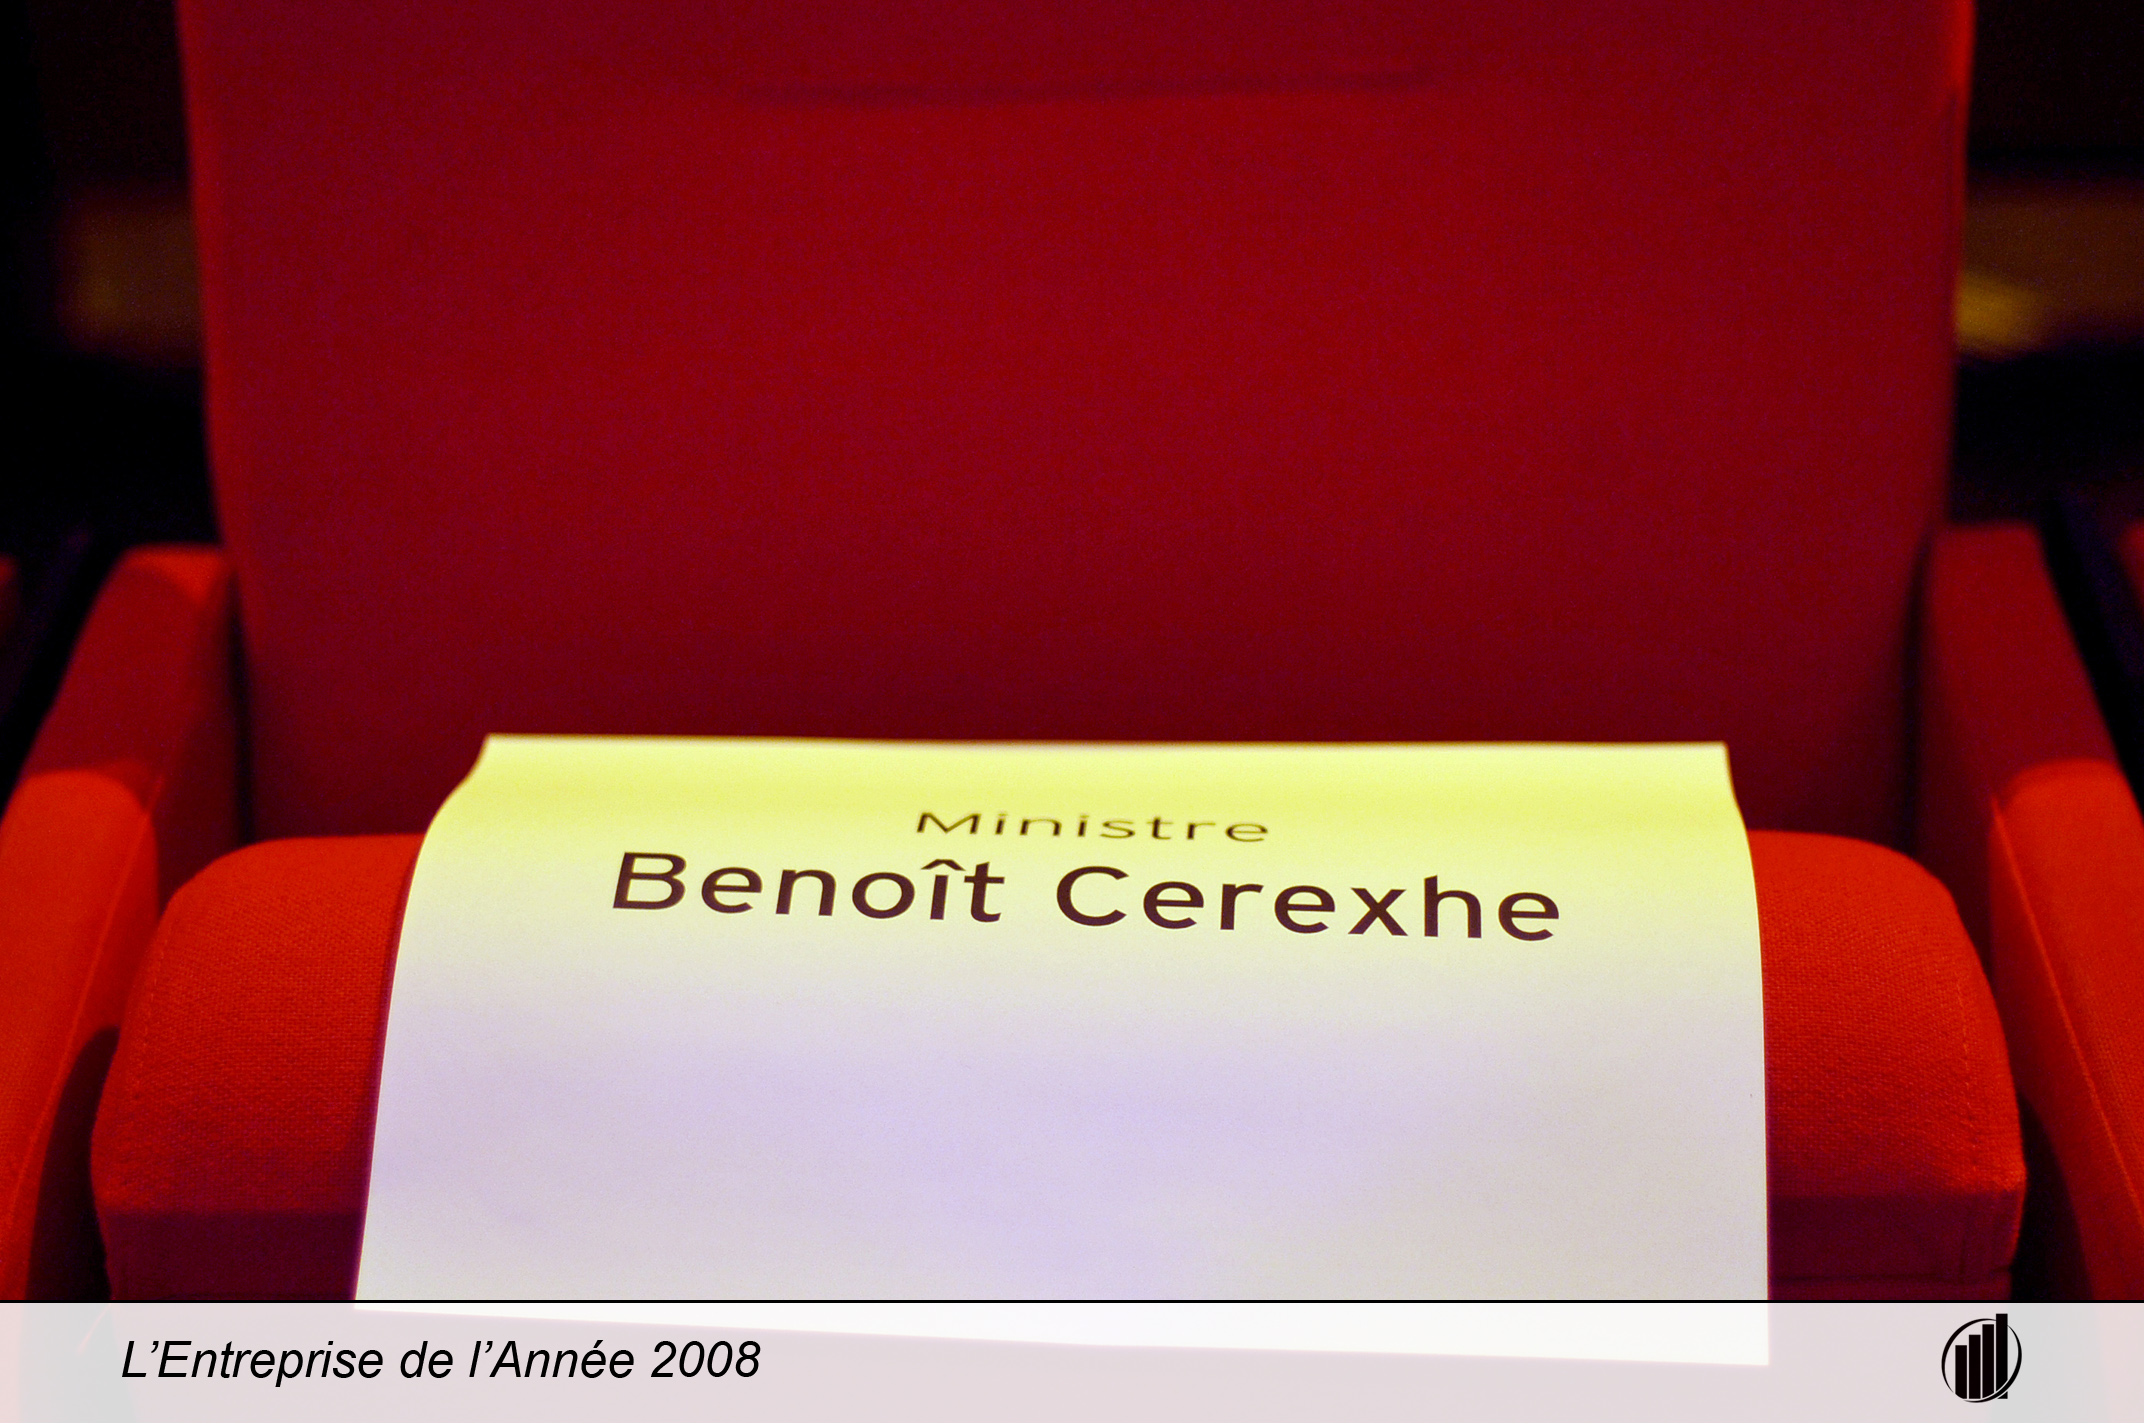 Ministre
Benoît Cerexhe
L’Entreprise de l’Année 2008